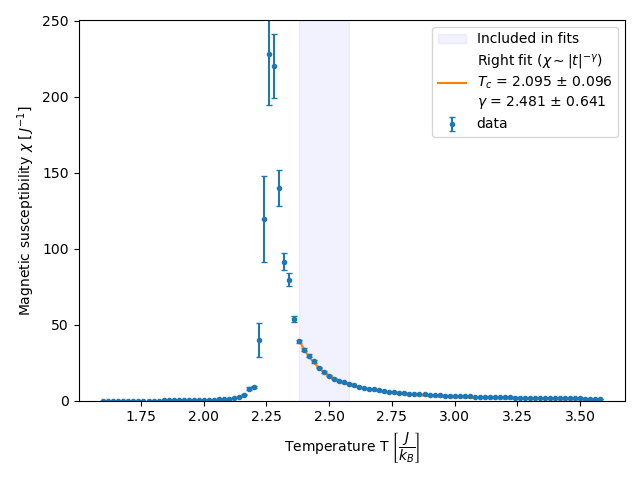 250
200
150
100
50
0
Magnetic susceptibility χ [J⁻¹]
Included in fits
Right fit (χ ~ |t|^−γ)
T_c = 2.095 ± 0.096
γ = 2.481 ± 0.641
data
1.75 2.00 2.25 2.50 2.75 3.00 3.25 3.50
Temperature T [J/k_B]